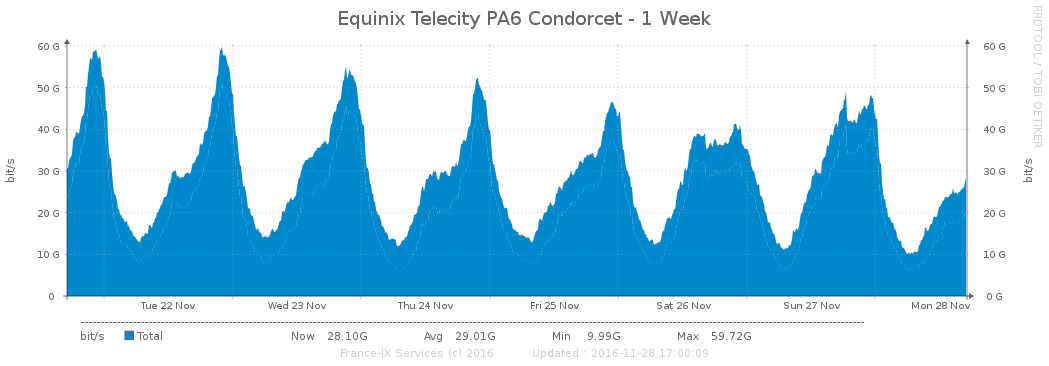 Equinix Telecity PA6 Condorcet - 1 Week
RRDTOOL / TOBI OETIKER
60 G 60 G
50 G 50 G
40 G 40 G
30 G 30 G
20 G 20 G
10 G 10 G
0 0 G
bit/s bit/s
Tue 22 Nov Wed 23 Nov Thu 24 Nov Fri 25 Nov Sat 26 Nov Sun 27 Nov Mon 28 Nov
bit/s Total Now 28.10G Avg 29.01G Min 9.99G Max 59.72G
France-IX Services (c) 2016 Updated : 2016-11-28 17:00:09